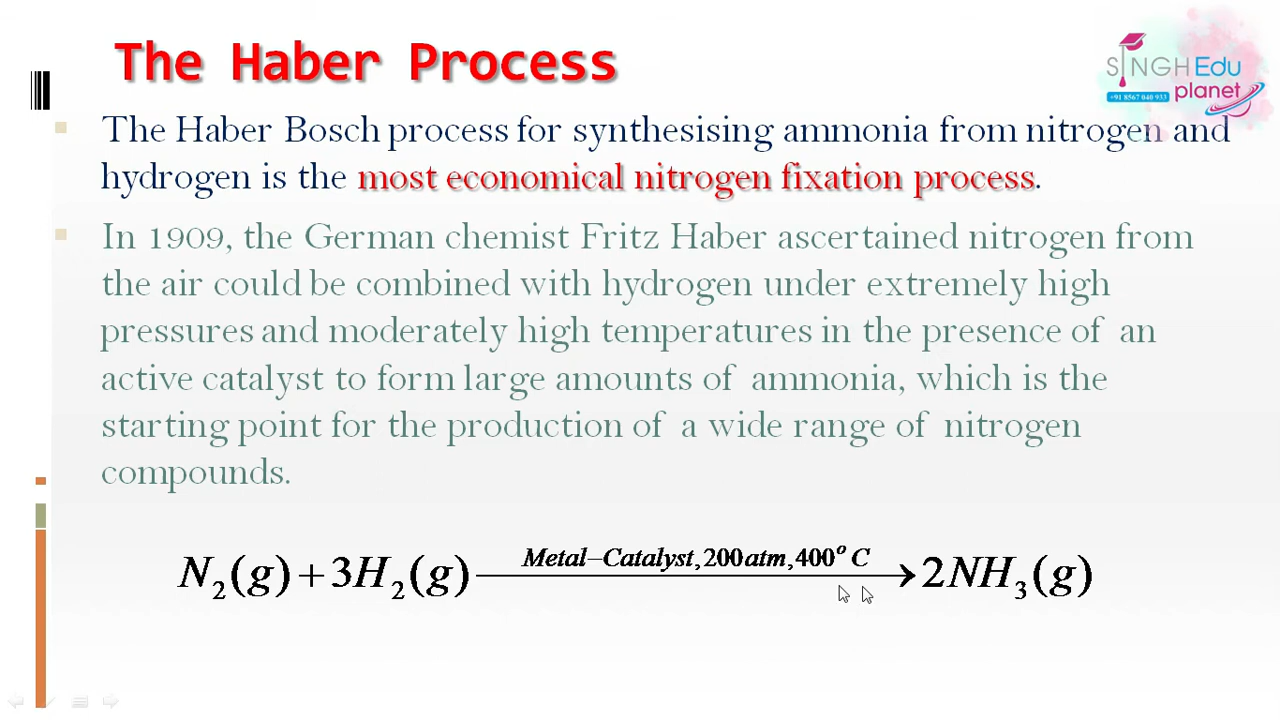 The Haber Process
SINGH Edu
planet
+91 8567 040 933
The Haber Bosch process for synthesising ammonia from nitrogen and
hydrogen is the most economical nitrogen fixation process.
In 1909, the German chemist Fritz Haber ascertained nitrogen from
the air could be combined with hydrogen under extremely high
pressures and moderately high temperatures in the presence of an
active catalyst to form large amounts of ammonia, which is the
starting point for the production of a wide range of nitrogen
compounds.
N₂(g)+3H₂(g) Metal–Catalyst,200atm,400°C → 2NH₃(g)